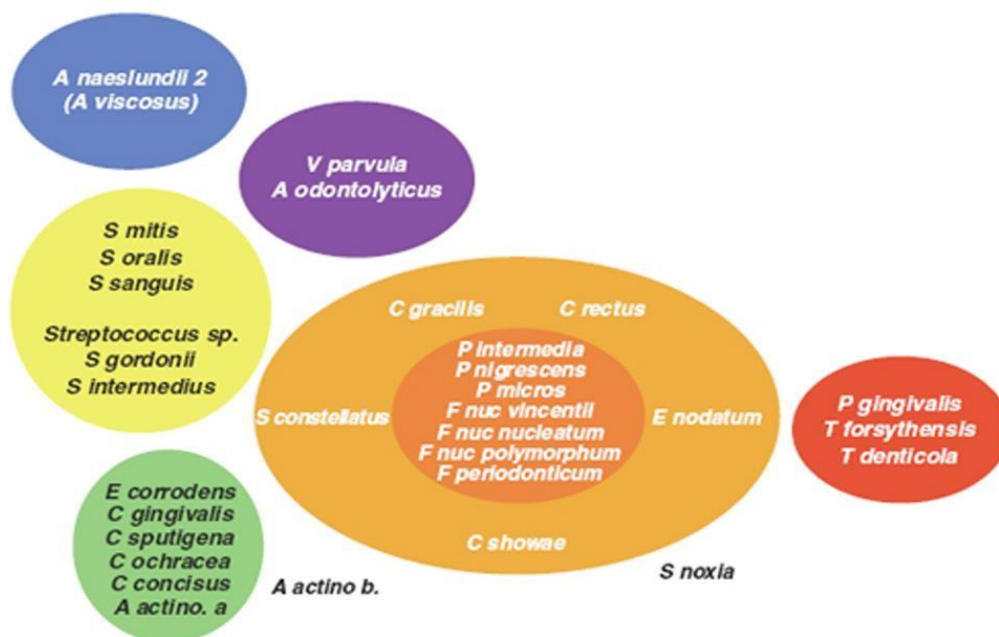 A naeslundii 2
(A viscosus)
V parvula
A odontolyticus
S mitis
S oralis
S sanguis
Streptococcus sp.
S gordonii
S intermedius
C gracilis
C rectus
P intermedia
P nigrescens
P micros
S constellatus
F nuc vincentii
E nodatum
F nuc nucleatum
F nuc polymorphum
F periodonticum
C showae
P gingivalis
T forsythensis
T denticola
E corrodens
C gingivalis
C sputigena
C ochracea
C concisus
A actino. a
A actino b.
S noxia